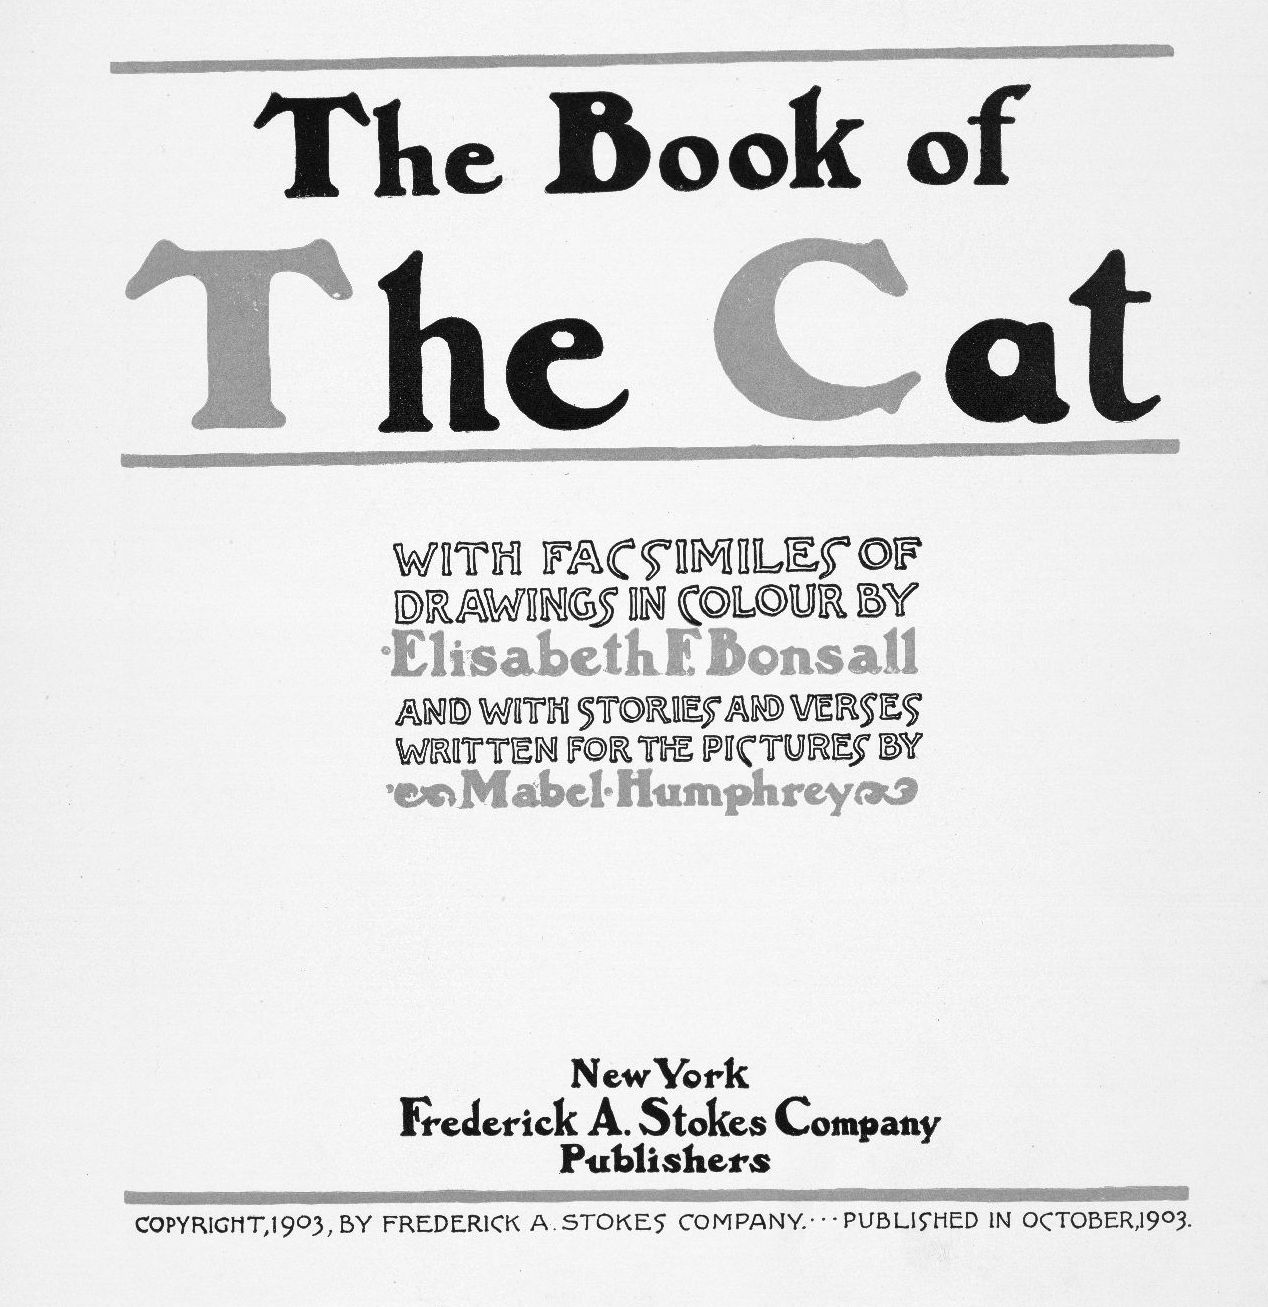 The Book of
The Cat
WITH FACSIMILES OF
DRAWINGS IN COLOUR BY
Elisabeth F. Bonsall
AND WITH STORIES AND VERSES
WRITTEN FOR THE PICTURES BY
Mabel·Humphrey
New York
Frederick A. Stokes Company
Publishers
COPYRIGHT, 1903, BY FREDERICK A. STOKES COMPANY.···PUBLISHED IN OCTOBER, 1903.